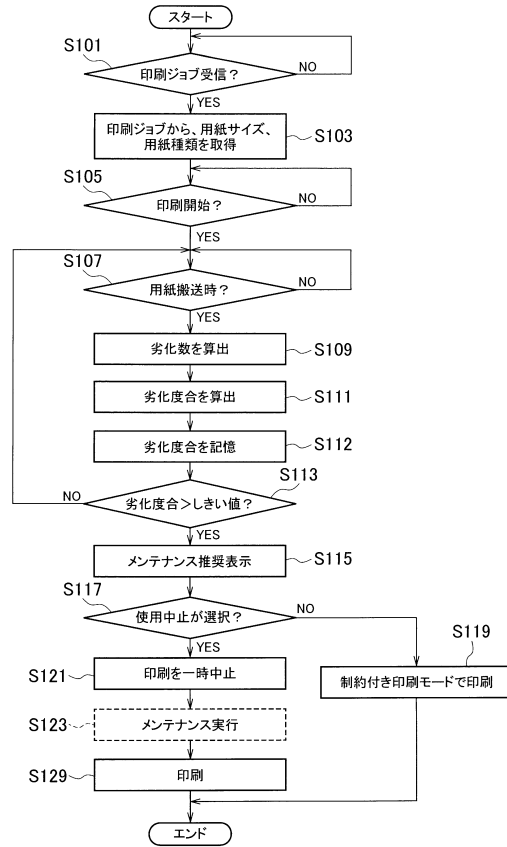 スタート
S101
印刷ジョブ受信？
NO
YES
印刷ジョブから、用紙サイズ、
用紙種類を取得
S103
S105
印刷開始？
NO
YES
S107
用紙搬送時？
NO
YES
劣化数を算出
S109
劣化度合を算出
S111
劣化度合を記憶
S112
S113
劣化度合＞しきい値？
NO
YES
メンテナンス推奨表示
S115
S117
使用中止が選択？
NO
YES
S119
制約付き印刷モードで印刷
S121
印刷を一時中止
S123
メンテナンス実行
S129
印刷
エンド